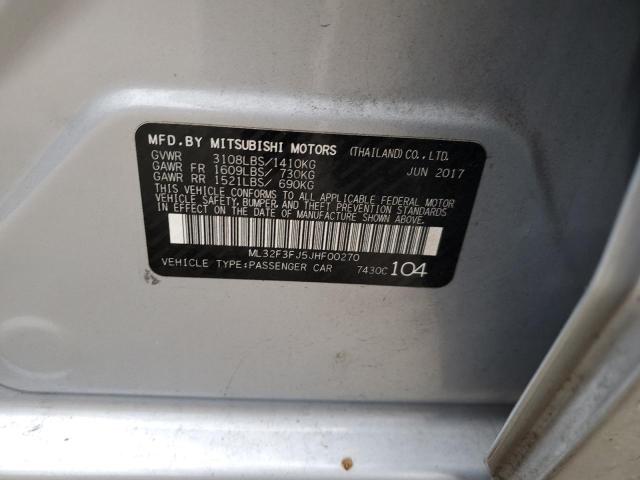 MFD.BY MITSUBISHI MOTORS (THAILAND)CO.,LTD.
GVWR 3108LBS/1410KG JUN 2017
GAWR FR 1609LBS/ 730KG
GAWR RR 1521LBS/ 690KG
THIS VEHICLE CONFORMS TO ALL APPLICABLE FEDERAL MOTOR
VEHICLE SAFETY, BUMPER, AND THEFT PREVENTION STANDARDS
IN EFFECT ON THE DATE OF MANUFACTURE SHOWN ABOVE.
ML32F3FJ5JHF00270
VEHICLE TYPE:PASSENGER CAR 7430C 104